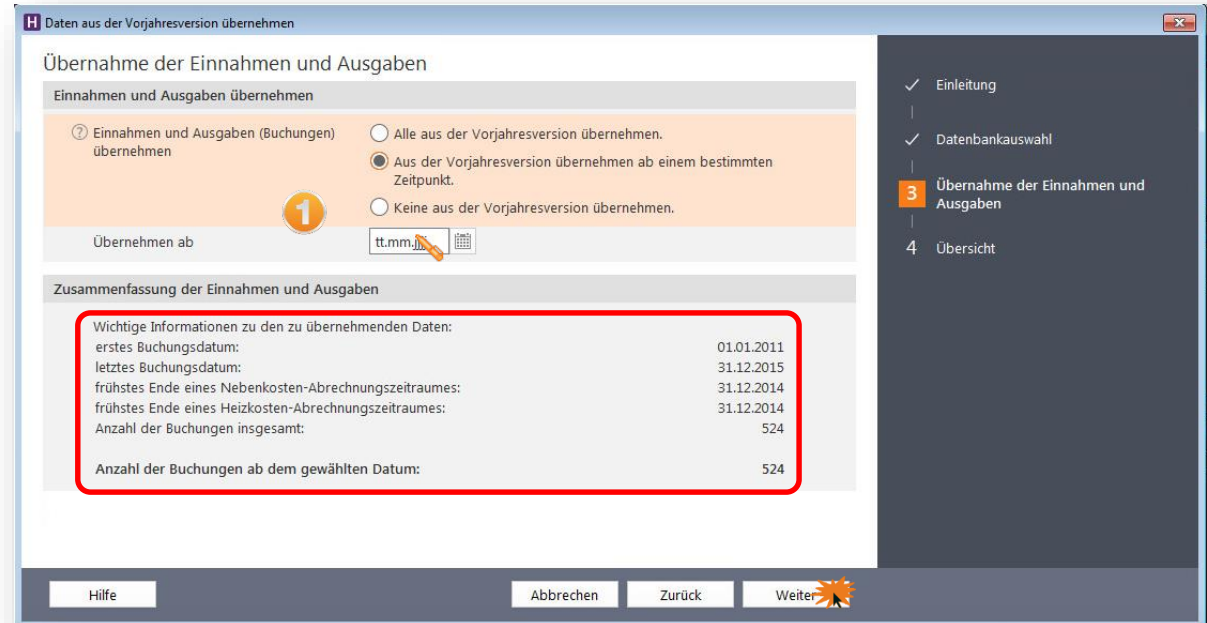 H Daten aus der Vorjahresversion übernehmen
Übernahme der Einnahmen und Ausgaben
Einnahmen und Ausgaben übernehmen
? Einnahmen und Ausgaben (Buchungen)
übernehmen
Alle aus der Vorjahresversion übernehmen.
Aus der Vorjahresversion übernehmen ab einem bestimmten
Zeitpunkt.
Keine aus der Vorjahresversion übernehmen.
1
Übernehmen ab
tt.mm.jjjj
Zusammenfassung der Einnahmen und Ausgaben
Wichtige Informationen zu den zu übernehmenden Daten:
erstes Buchungsdatum: 01.01.2011
letztes Buchungsdatum: 31.12.2015
frühstes Ende eines Nebenkosten-Abrechnungszeitraumes: 31.12.2014
frühstes Ende eines Heizkosten-Abrechnungszeitraumes: 31.12.2014
Anzahl der Buchungen insgesamt: 524
Anzahl der Buchungen ab dem gewählten Datum: 524
Einleitung
Datenbankauswahl
3 Übernahme der Einnahmen und
Ausgaben
4 Übersicht
Hilfe
Abbrechen
Zurück
Weiter